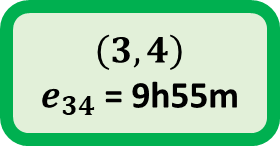 (3,4)
e₃₄ = 9h55m